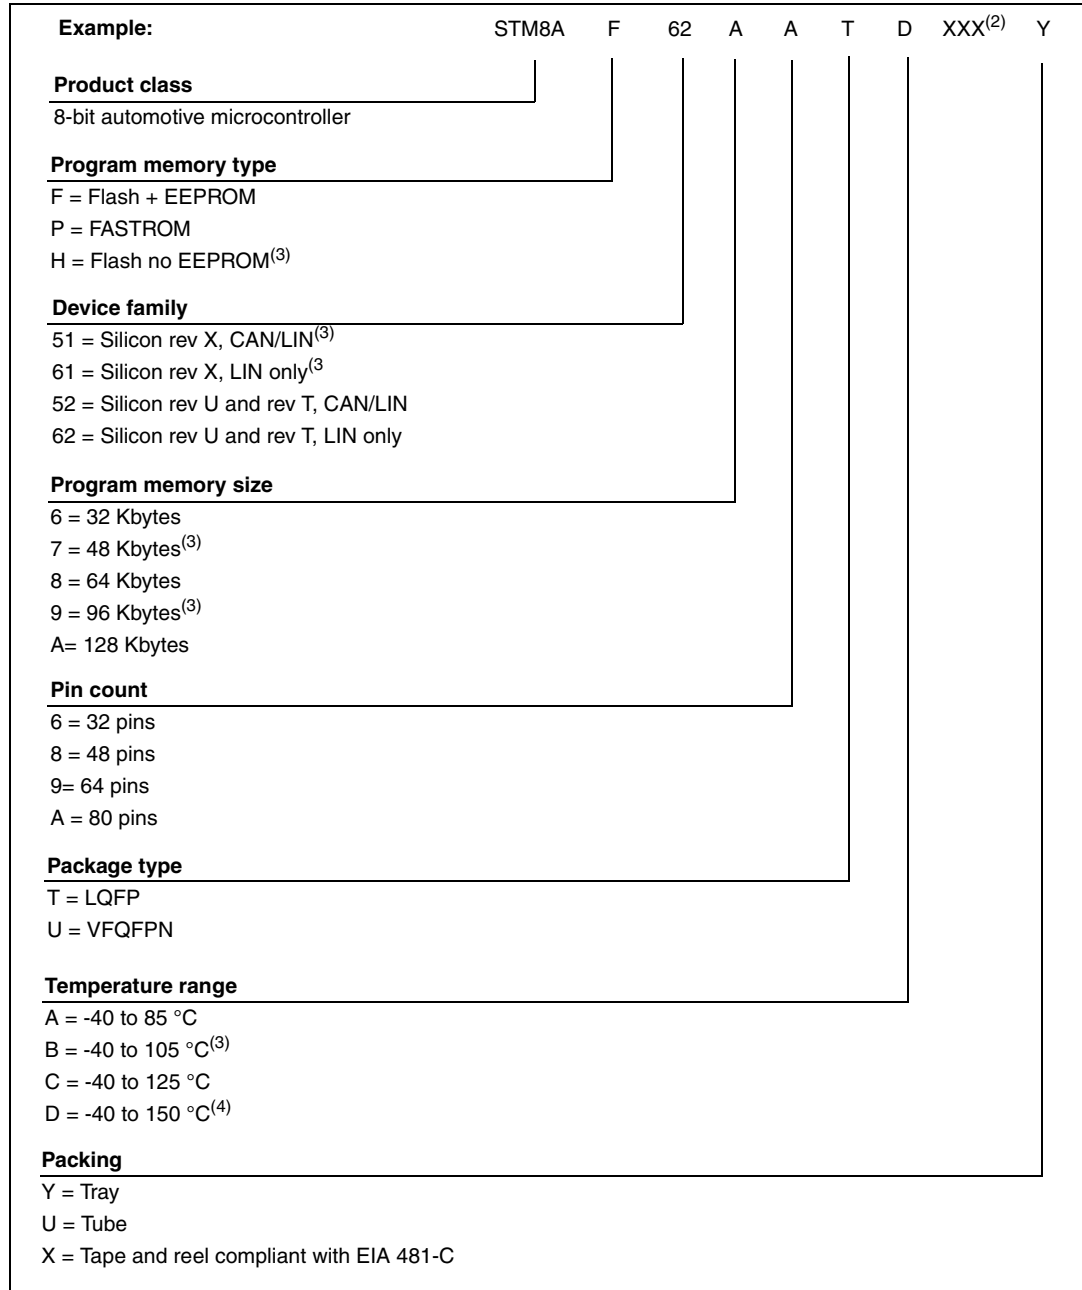 Example: STM8A F 62 A A T D XXX(2) Y
Product class
8-bit automotive microcontroller
Program memory type
F = Flash + EEPROM
P = FASTROM
H = Flash no EEPROM(3)
Device family
51 = Silicon rev X, CAN/LIN(3)
61 = Silicon rev X, LIN only(3
52 = Silicon rev U and rev T, CAN/LIN
62 = Silicon rev U and rev T, LIN only
Program memory size
6 = 32 Kbytes
7 = 48 Kbytes(3)
8 = 64 Kbytes
9 = 96 Kbytes(3)
A= 128 Kbytes
Pin count
6 = 32 pins
8 = 48 pins
9= 64 pins
A = 80 pins
Package type
T = LQFP
U = VFQFPN
Temperature range
A = -40 to 85 °C
B = -40 to 105 °C(3)
C = -40 to 125 °C
D = -40 to 150 °C(4)
Packing
Y = Tray
U = Tube
X = Tape and reel compliant with EIA 481-C